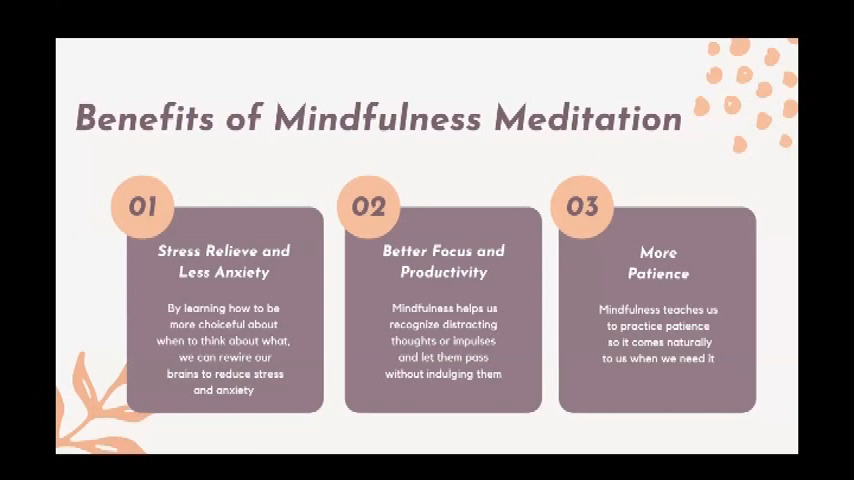 Benefits of Mindfulness Meditation
01
Stress Relieve and
Less Anxiety
By learning how to be
more choiceful about
when to think about what,
we can rewire our
brains to reduce stress
and anxiety
02
Better Focus and
Productivity
Mindfulness helps us
recognize distracting
thoughts or impulses
and let them pass
without indulging them
03
More
Patience
Mindfulness teaches us
to practice patience
so it comes naturally
to us when we need it